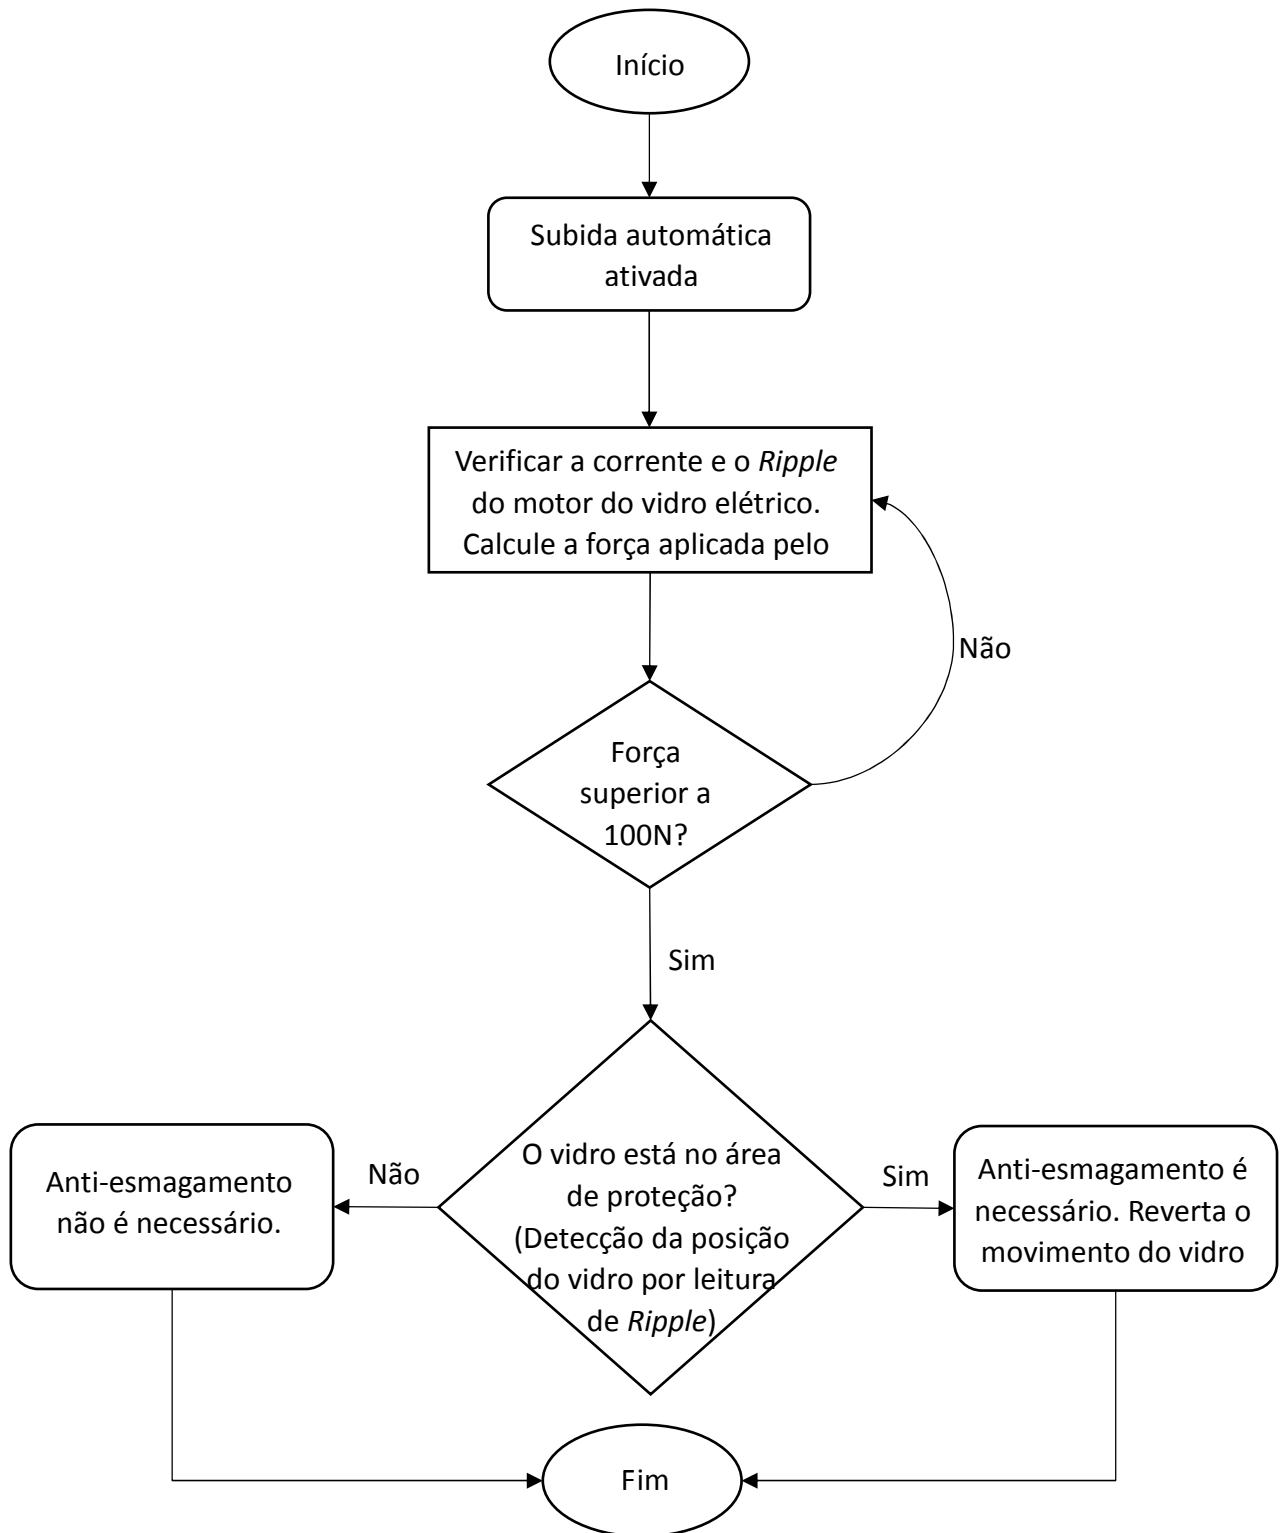 Início
Subida automática
ativada
Verificar a corrente e o Ripple
do motor do vidro elétrico.
Calcule a força aplicada pelo
Não
Força
superior a
100N?
Sim
Anti-esmagamento
não é necessário.
Não
O vidro está no área
de proteção?
(Detecção da posição
do vidro por leitura
de Ripple)
Sim
Anti-esmagamento é
necessário. Reverta o
movimento do vidro
Fim